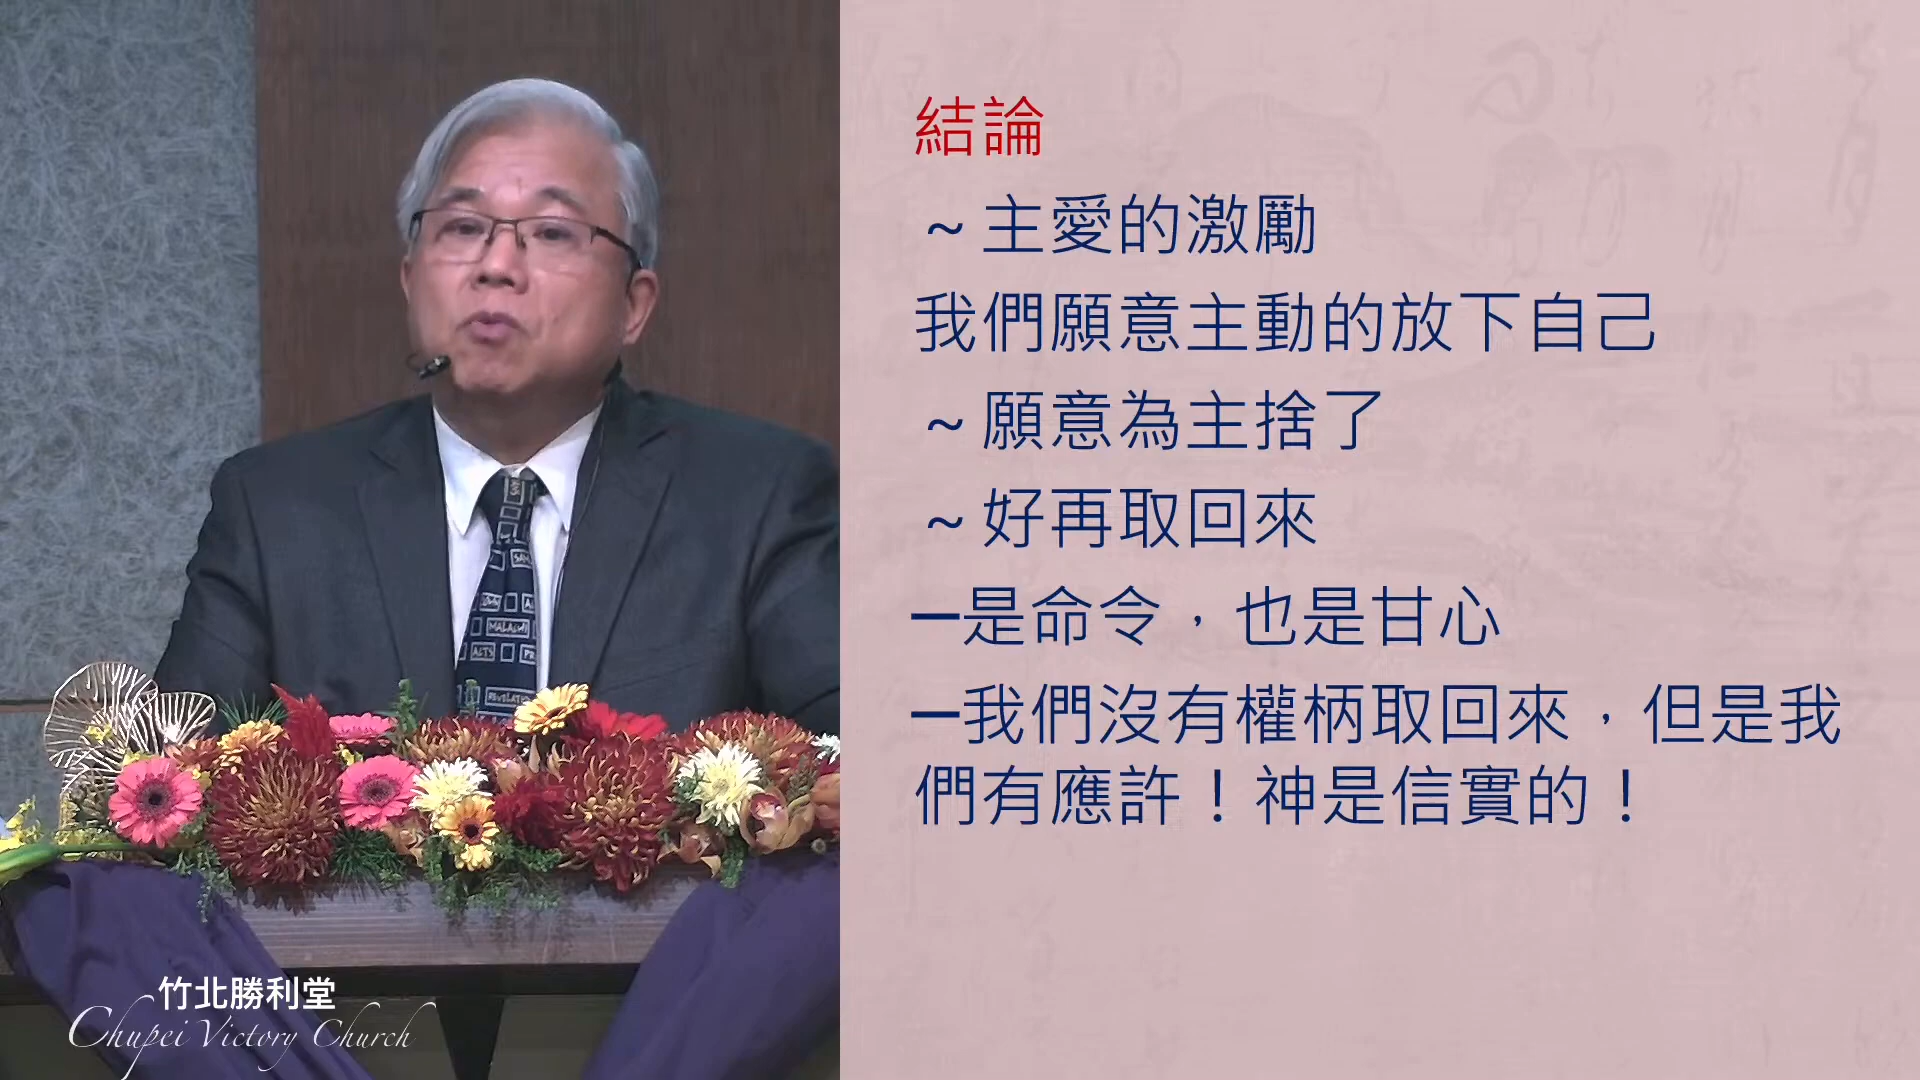 結論
~主愛的激勵
我們願意主動的放下自己
~願意為主捨了
~好再取回來
–是命令，也是甘心
–我們沒有權柄取回來，但是我
們有應許！神是信實的！
MALACHI
ACTS
竹北勝利堂
Chupei Victory Church